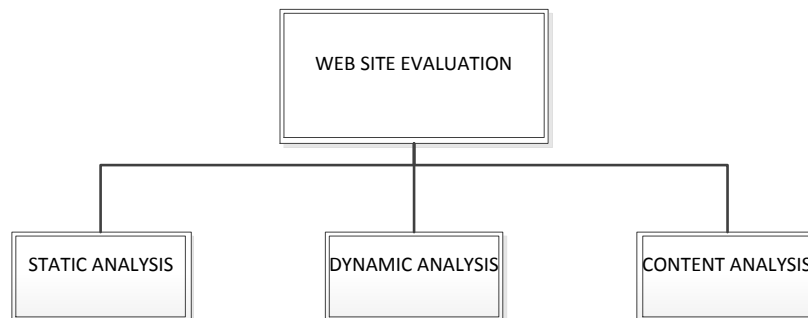 WEB SITE EVALUATION
STATIC ANALYSIS
DYNAMIC ANALYSIS
CONTENT ANALYSIS